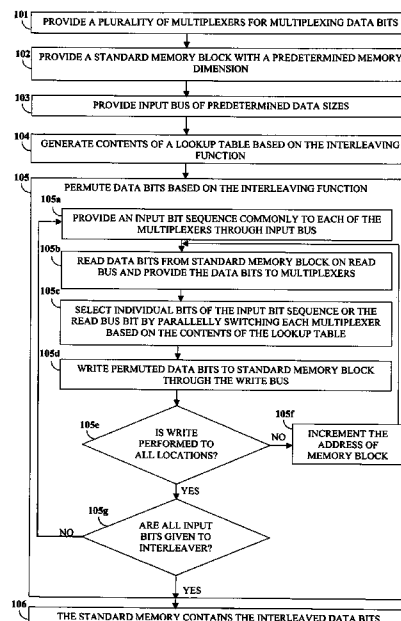 101
PROVIDE A PLURALITY OF MULTIPLEXERS FOR MULTIPLEXING DATA BITS
102
PROVIDE A STANDARD MEMORY BLOCK WITH A PREDETERMINED MEMORY
DIMENSION
103
PROVIDE INPUT BUS OF PREDETERMINED DATA SIZES
104
GENERATE CONTENTS OF A LOOKUP TABLE BASED ON THE INTERLEAVING
FUNCTION
105
PERMUTE DATA BITS BASED ON THE INTERLEAVING FUNCTION
105a
PROVIDE AN INPUT BIT SEQUENCE COMMONLY TO EACH OF THE
MULTIPLEXERS THROUGH INPUT BUS
105b
READ DATA BITS FROM STANDARD MEMORY BLOCK ON READ
BUS AND PROVIDE THE DATA BITS TO MULTIPLEXERS
105c
SELECT INDIVIDUAL BITS OF THE INPUT BIT SEQUENCE OR THE
READ BUS BIT BY PARALLELLY SWITCHING EACH MULTIPLEXER
BASED ON THE CONTENTS OF THE LOOKUP TABLE
105d
WRITE PERMUTED DATA BITS TO STANDARD MEMORY BLOCK
THROUGH THE WRITE BUS
105e
IS WRITE
PERFORMED TO
ALL LOCATIONS?
NO
105f
INCREMENT THE
ADDRESS OF
MEMORY BLOCK
YES
105g
NO
ARE ALL INPUT
BITS GIVEN TO
INTERLEAVER?
YES
106
THE STANDARD MEMORY CONTAINS THE INTERLEAVED DATA BITS